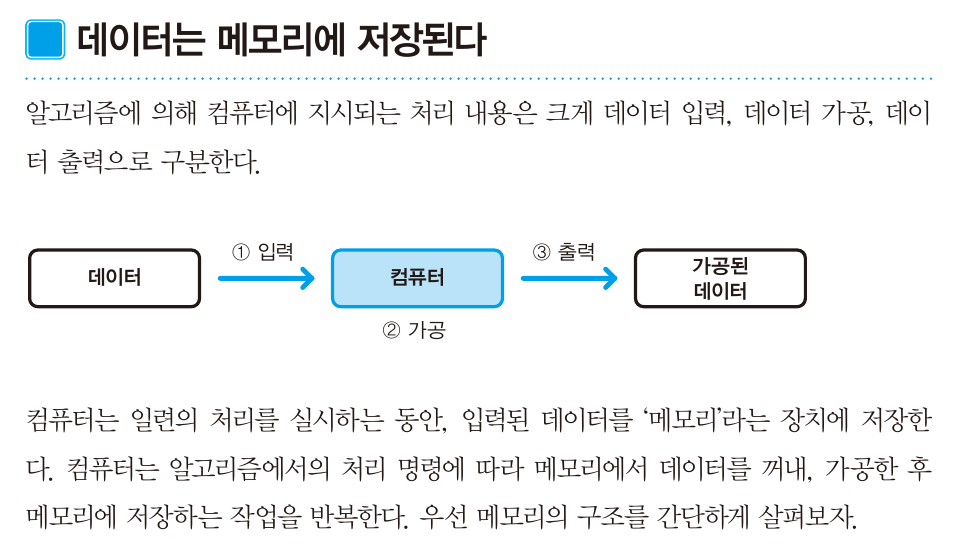 데이터는 메모리에 저장된다
알고리즘에 의해 컴퓨터에 지시되는 처리 내용은 크게 데이터 입력, 데이터 가공, 데이
터 출력으로 구분한다.
데이터
① 입력
컴퓨터
② 가공
③ 출력
가공된
데이터
컴퓨터는 일련의 처리를 실시하는 동안, 입력된 데이터를 ‘메모리’라는 장치에 저장한
다. 컴퓨터는 알고리즘에서의 처리 명령에 따라 메모리에서 데이터를 꺼내, 가공한 후
메모리에 저장하는 작업을 반복한다. 우선 메모리의 구조를 간단하게 살펴보자.